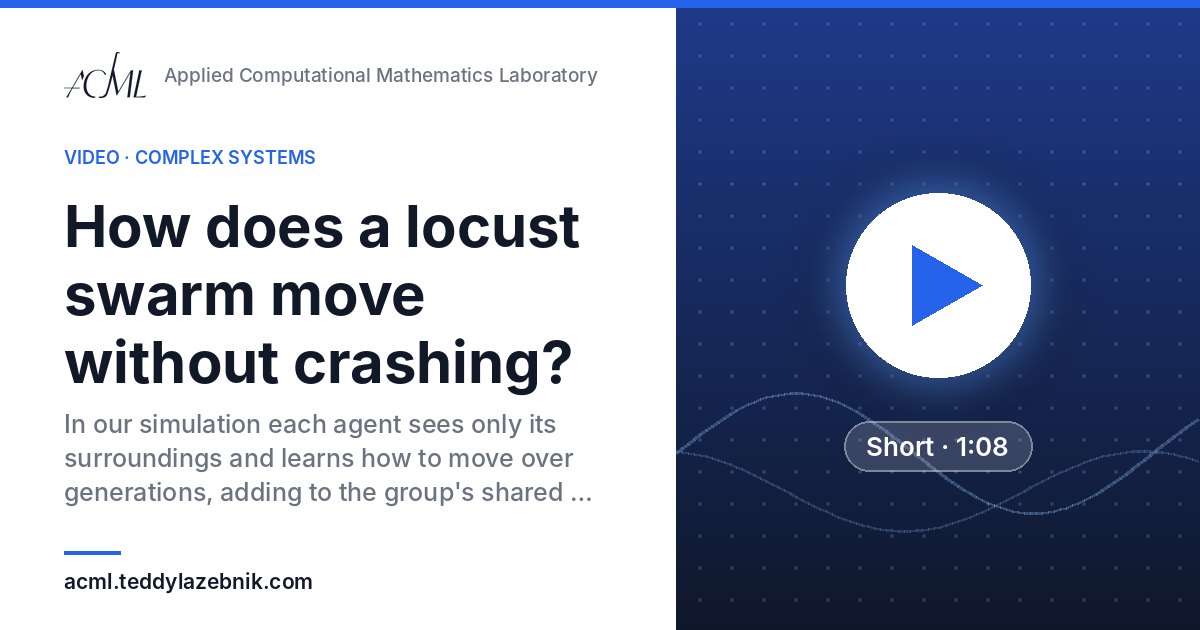 ACML Applied Computational Mathematics Laboratory
VIDEO · COMPLEX SYSTEMS
How does a locust
swarm move
without crashing?
In our simulation each agent sees only its
surroundings and learns how to move over
generations, adding to the group's shared ...
acml.teddylazebnik.com
Short · 1:08